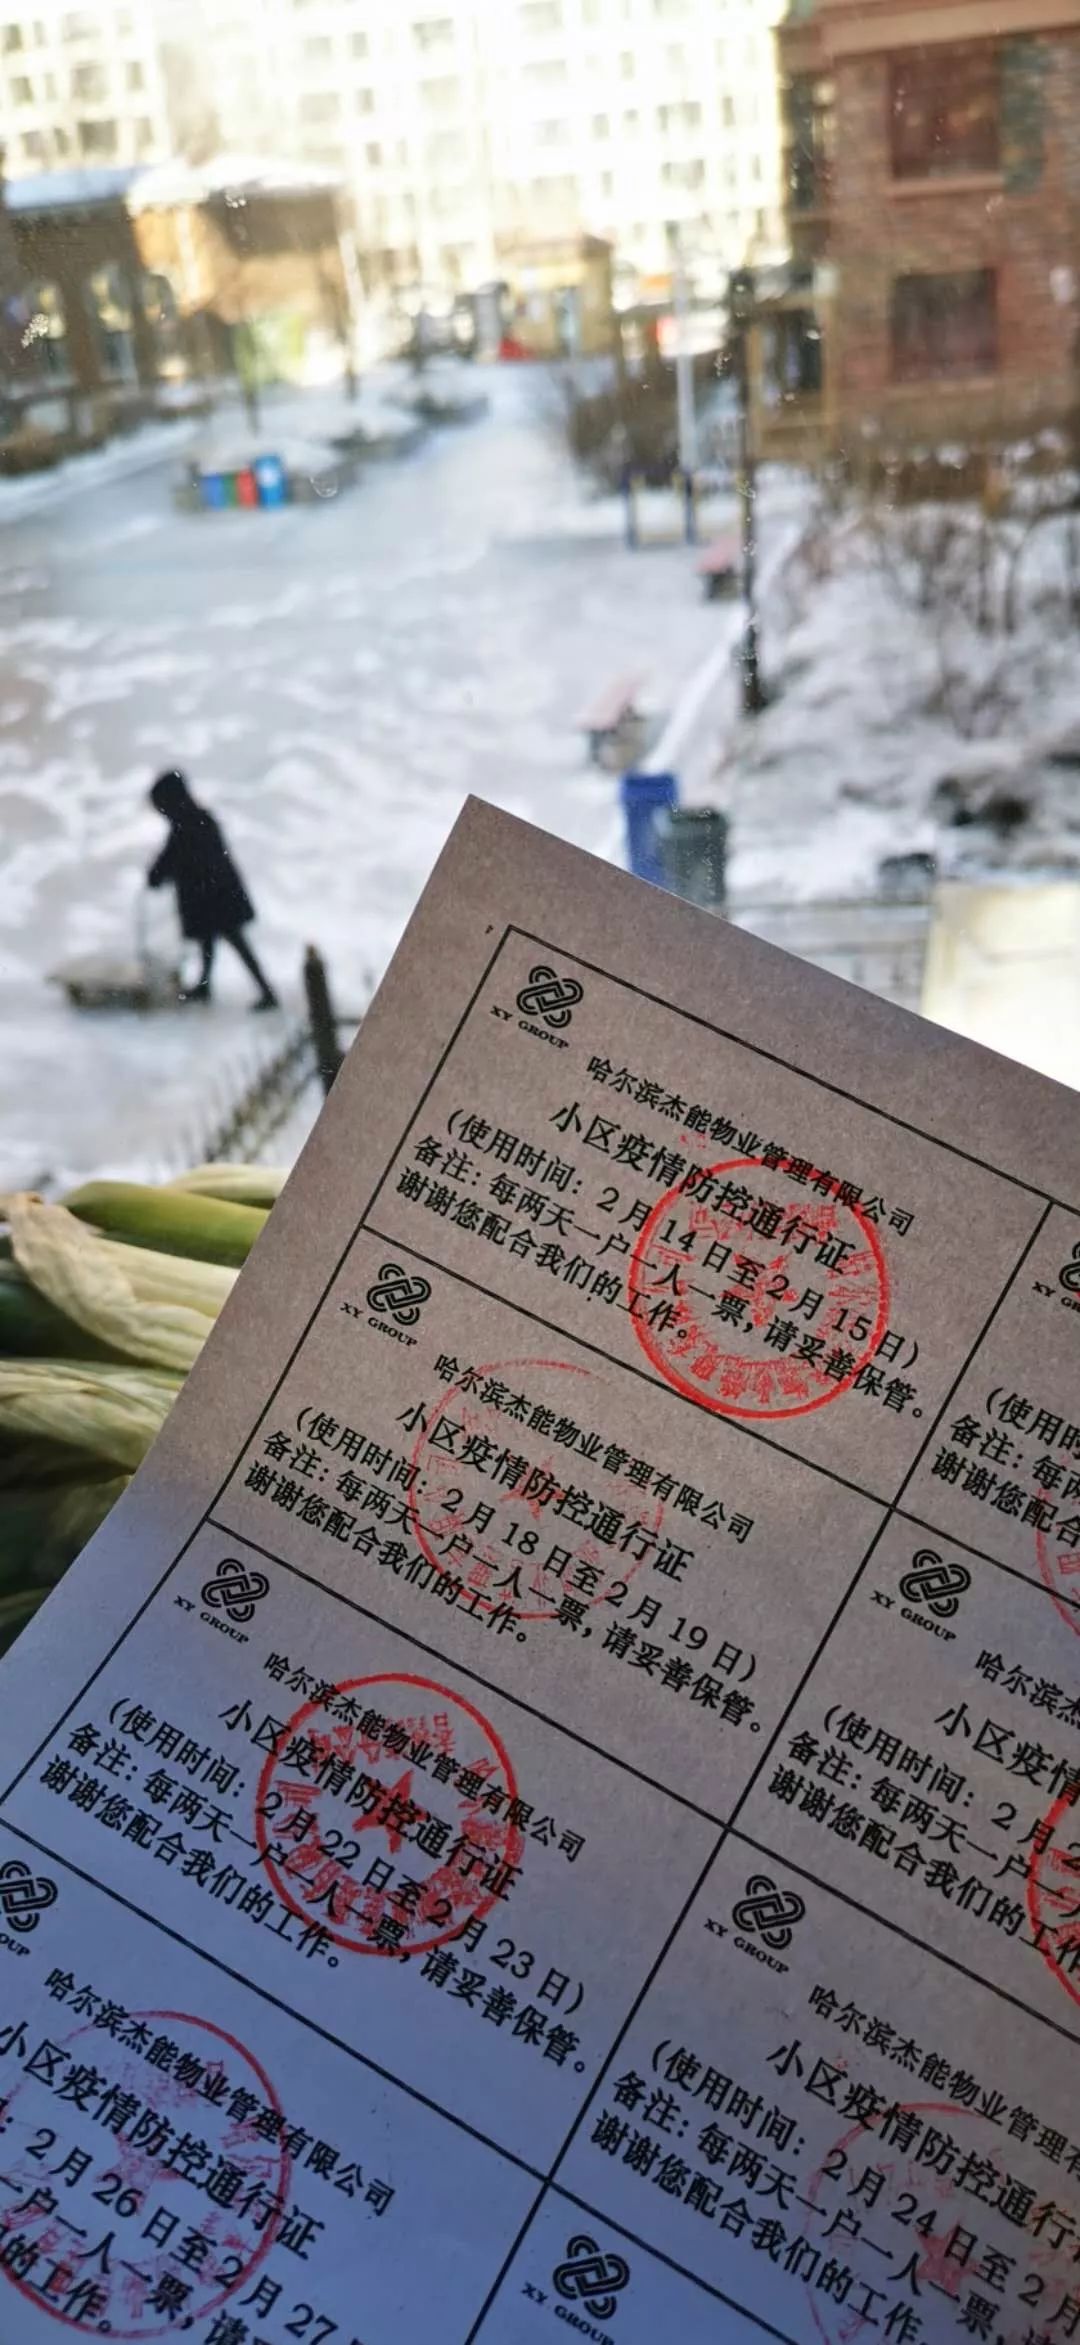 XY GROUP
哈尔滨杰能物业管理有限公司
小区疫情防控通行证
（使用时间：2月14日至2月15日）
备注：每两天一户一人一票，请妥善保管。
谢谢您配合我们的工作。
XY GROUP
哈尔滨杰能物业管理有限公司
小区疫情防控通行证
（使用时间：2月18日至2月19日）
备注：每两天一户一人一票，请妥善保管。
谢谢您配合我们的工作。
XY GROUP
哈尔滨杰能物业管理有限公司
小区疫情防控通行证
（使用时间：2月22日至2月23日）
备注：每两天一户一人一票，请妥善保管。
谢谢您配合我们的工作。
GROUP
哈尔滨杰能物业管理有限公司
小区疫情防控通行证
：2月26日至2月27
一户一人一票，请
的工作。
XY
（使用时
备注：每两
谢谢您配合
XY GROUP
哈尔滨杰
小区疫情
（使用时间：2月2
备注：每两天一户一人
谢谢您配合我们的工作
XY GROUP
哈尔滨杰能物业管理有
小区疫情防控通行
（使用时间：2月24日至2月
备注：每两天一户一人一票，
谢谢您配合我们的工作
XY GROUP